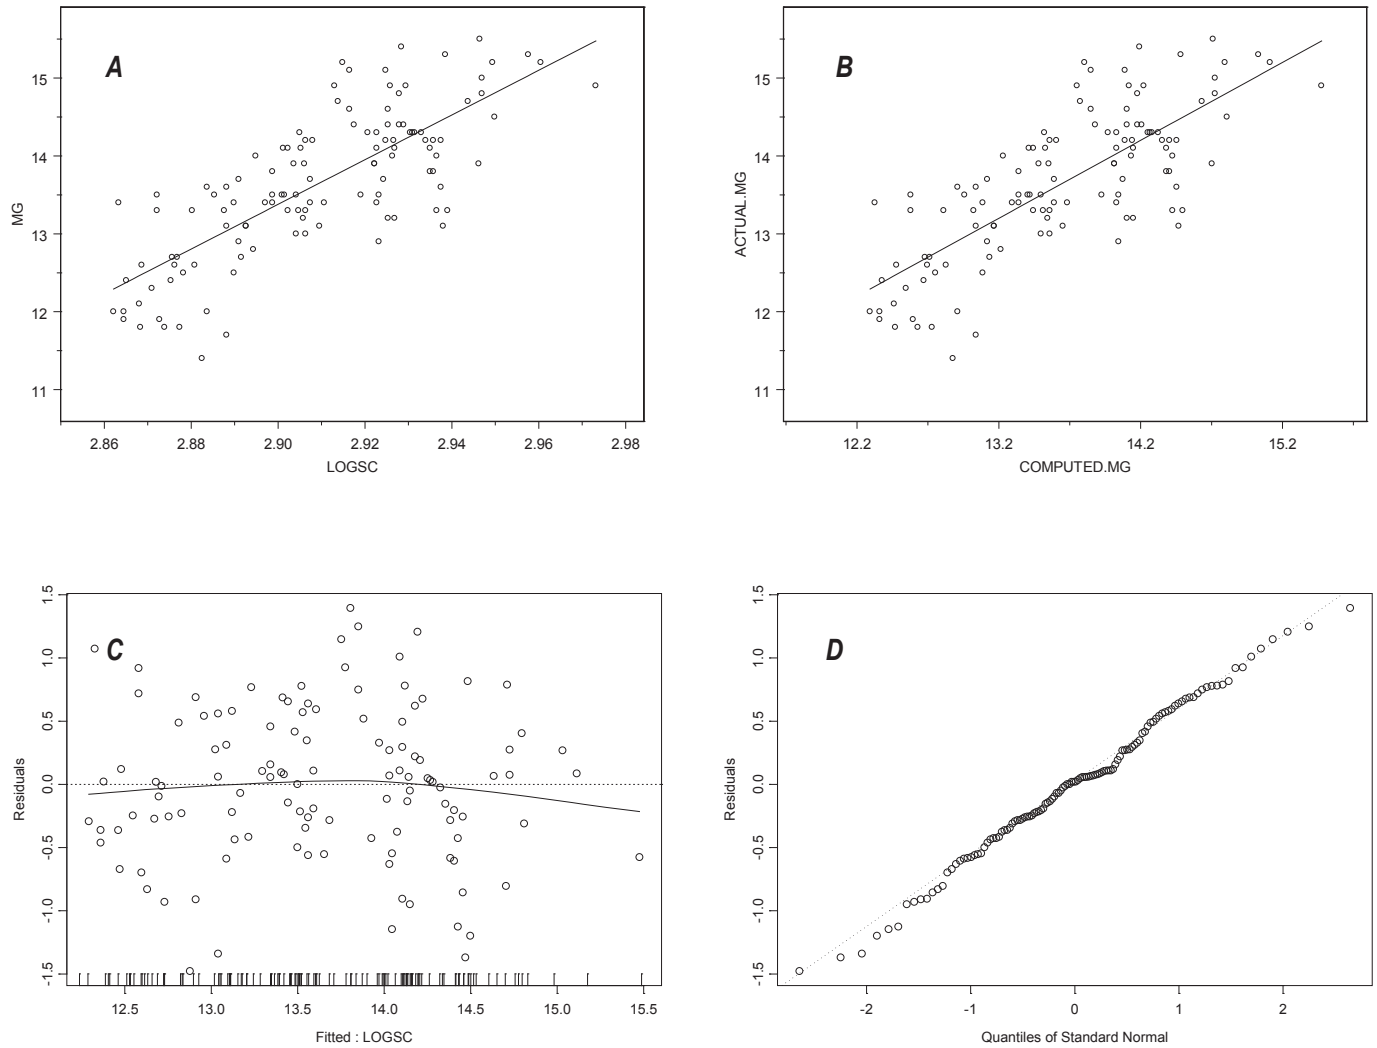 A
15
14
13
12
11
MG
2.86 2.88 2.90 2.92 2.94 2.96 2.98
LOGSC
B
15
14
13
12
11
ACTUAL.MG
12.2 13.2 14.2 15.2
COMPUTED.MG
C
1.5
1.0
0.5
0.0
-0.5
-1.0
-1.5
Residuals
12.5 13.0 13.5 14.0 14.5 15.0 15.5
Fitted : LOGSC
D
1.5
1.0
0.5
0.0
-0.5
-1.0
-1.5
Residuals
-2 -1 0 1 2
Quantiles of Standard Normal